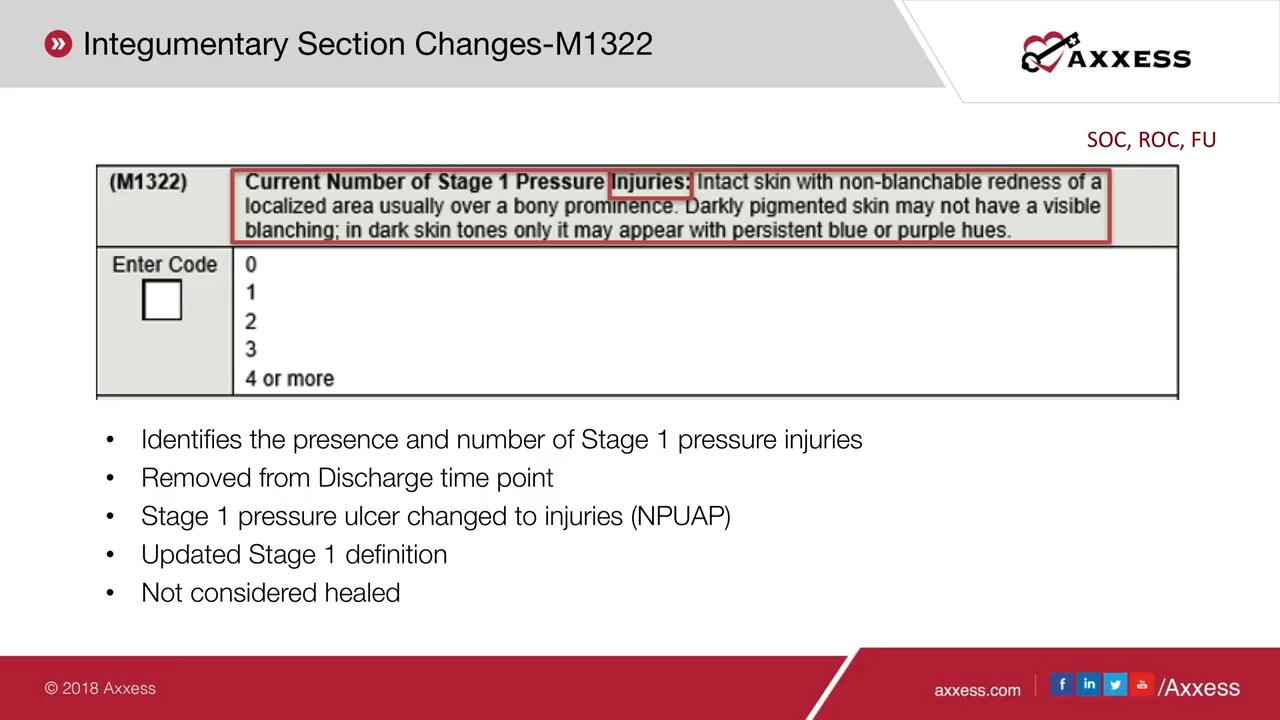 Integumentary Section Changes-M1322
AXXESS
SOC, ROC, FU
(M1322)
Current Number of Stage 1 Pressure Injuries: Intact skin with non-blanchable redness of a
localized area usually over a bony prominence. Darkly pigmented skin may not have a visible
blanching; in dark skin tones only it may appear with persistent blue or purple hues.
Enter Code
0
1
2
3
4 or more
• Identifies the presence and number of Stage 1 pressure injuries
• Removed from Discharge time point
• Stage 1 pressure ulcer changed to injuries (NPUAP)
• Updated Stage 1 definition
• Not considered healed
© 2018 Axxess
axxess.com
/Axxess